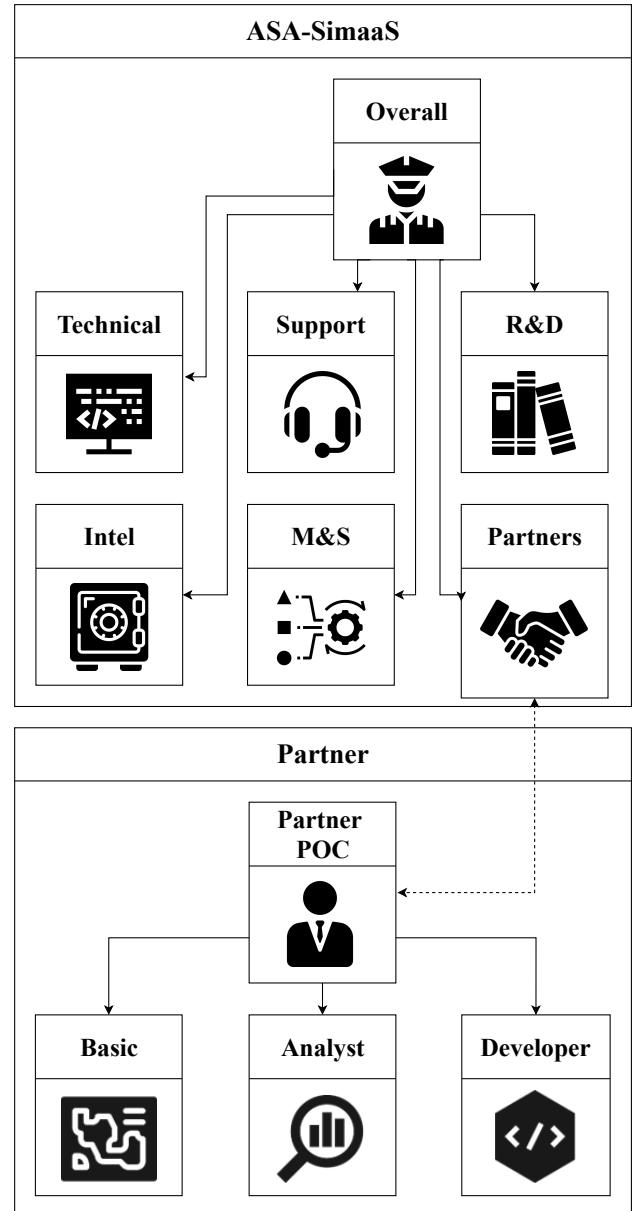 ASA-SimaaS
Overall
Technical
Support
R&D
Intel
M&S
Partners
Partner
Partner
POC
Basic
Analyst
Developer